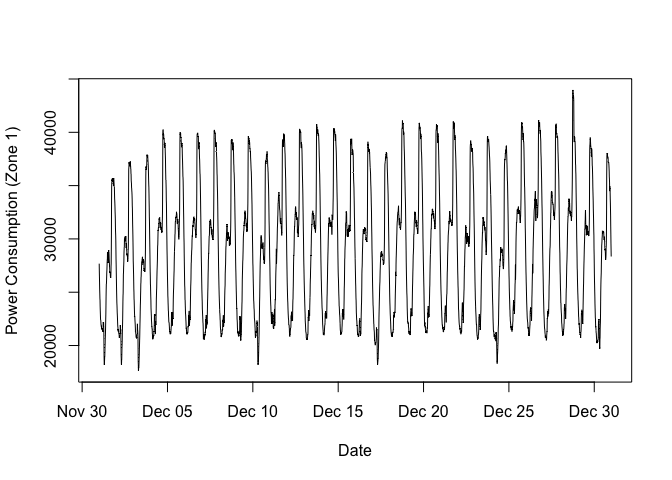 Power Consumption (Zone 1)
40000
30000
20000
Nov 30 Dec 05 Dec 10 Dec 15 Dec 20 Dec 25 Dec 30
Date